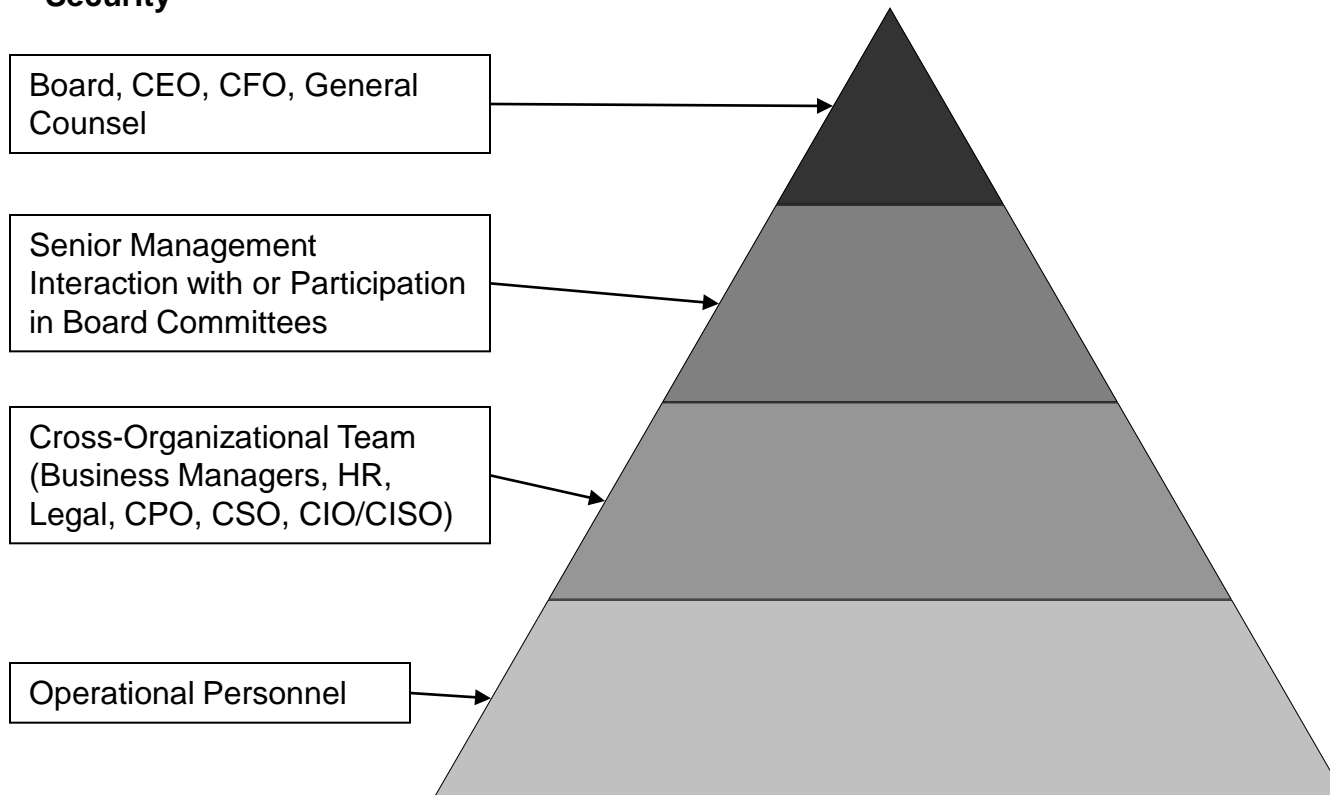 Security
Board, CEO, CFO, General
Counsel
Senior Management
Interaction with or Participation
in Board Committees
Cross-Organizational Team
(Business Managers, HR,
Legal, CPO, CSO, CIO/CISO)
Operational Personnel